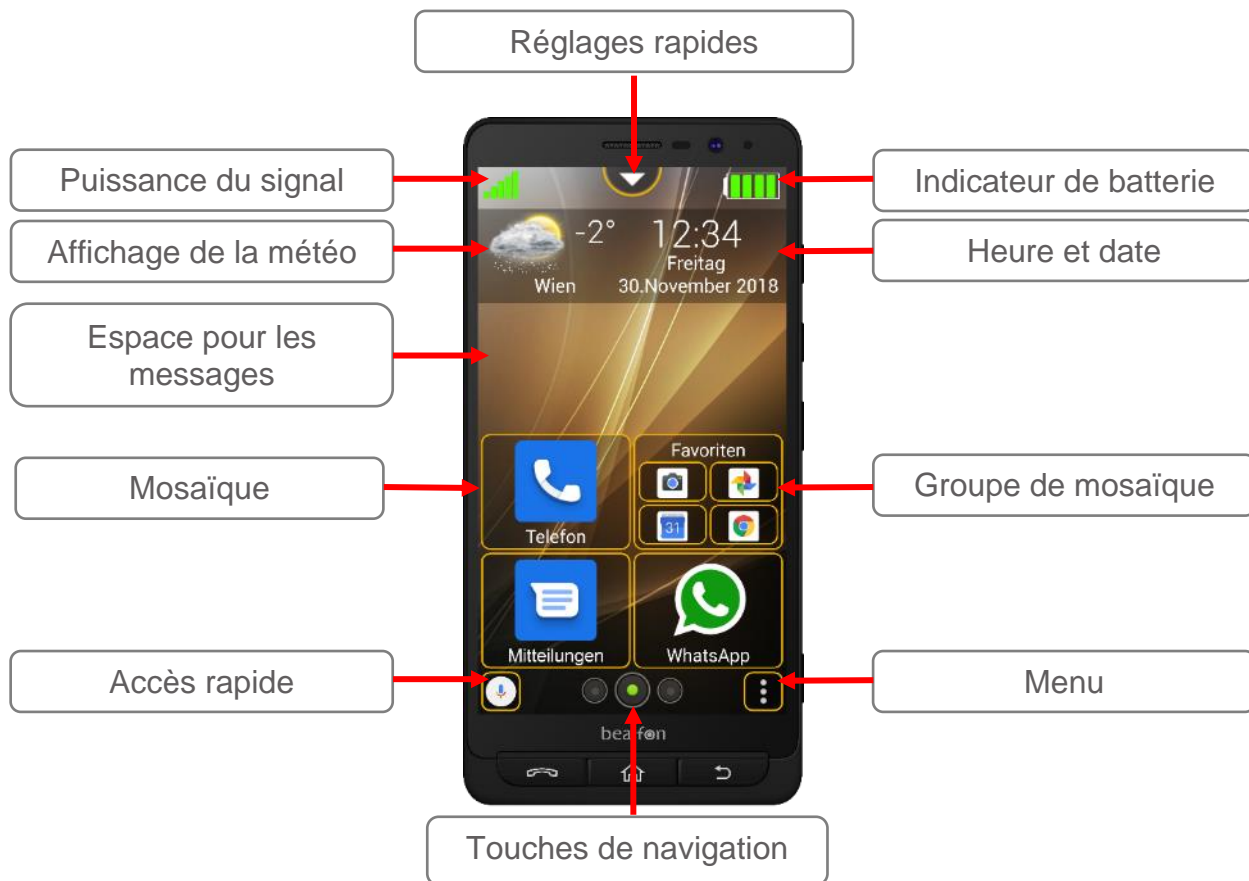 Réglages rapides
Puissance du signal
Indicateur de batterie
Affichage de la météo
-2°
12:34
Heure et date
Freitag
Wien
30.November 2018
Espace pour les
messages
Mosaïque
Favoriten
31
Groupe de mosaïque
Telefon
Mitteilungen
WhatsApp
Accès rapide
Menu
beafon
Touches de navigation